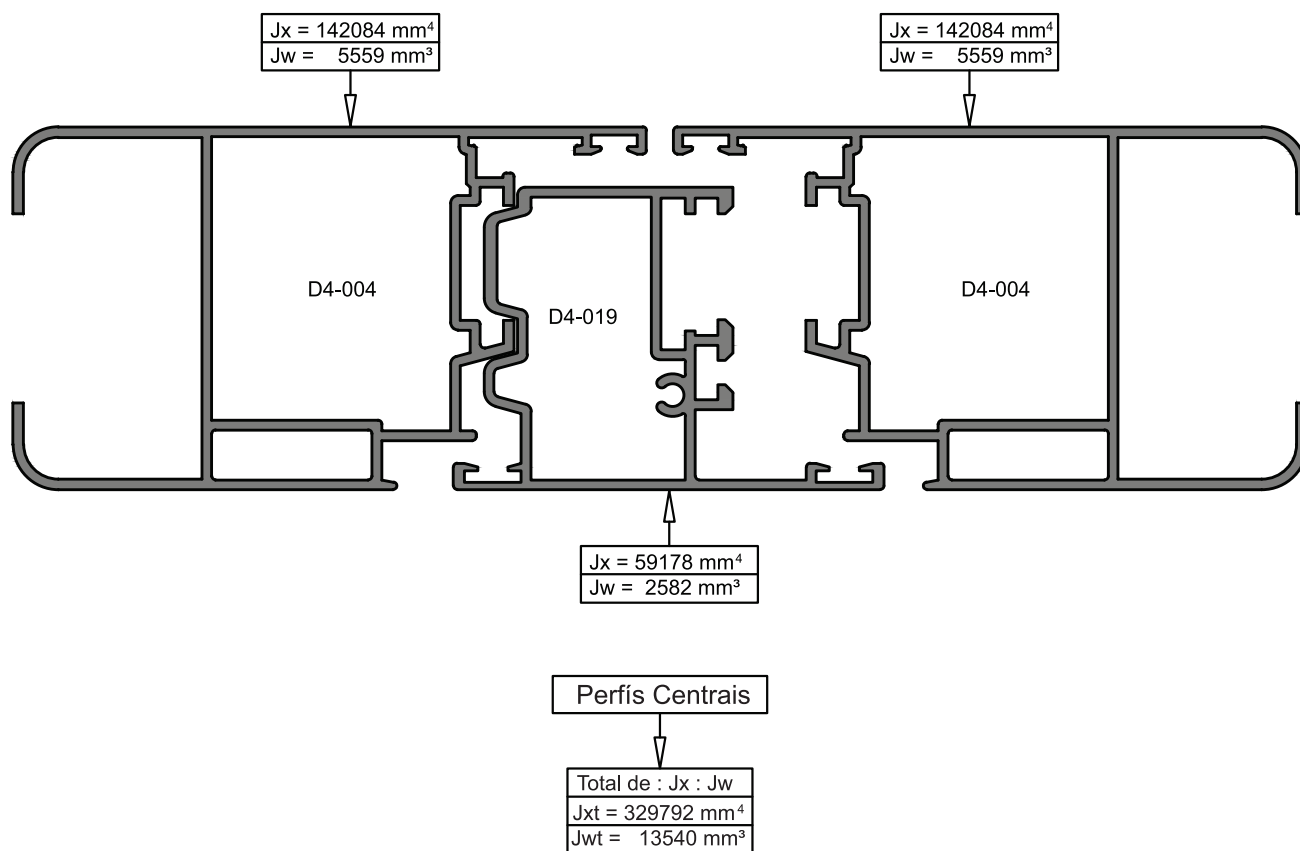 Jx = 142084 mm⁴
Jw = 5559 mm³
Jx = 142084 mm⁴
Jw = 5559 mm³
D4-004
D4-019
D4-004
Jx = 59178 mm⁴
Jw = 2582 mm³
Perfís Centrais
Total de : Jx : Jw
Jxt = 329792 mm⁴
Jwt = 13540 mm³